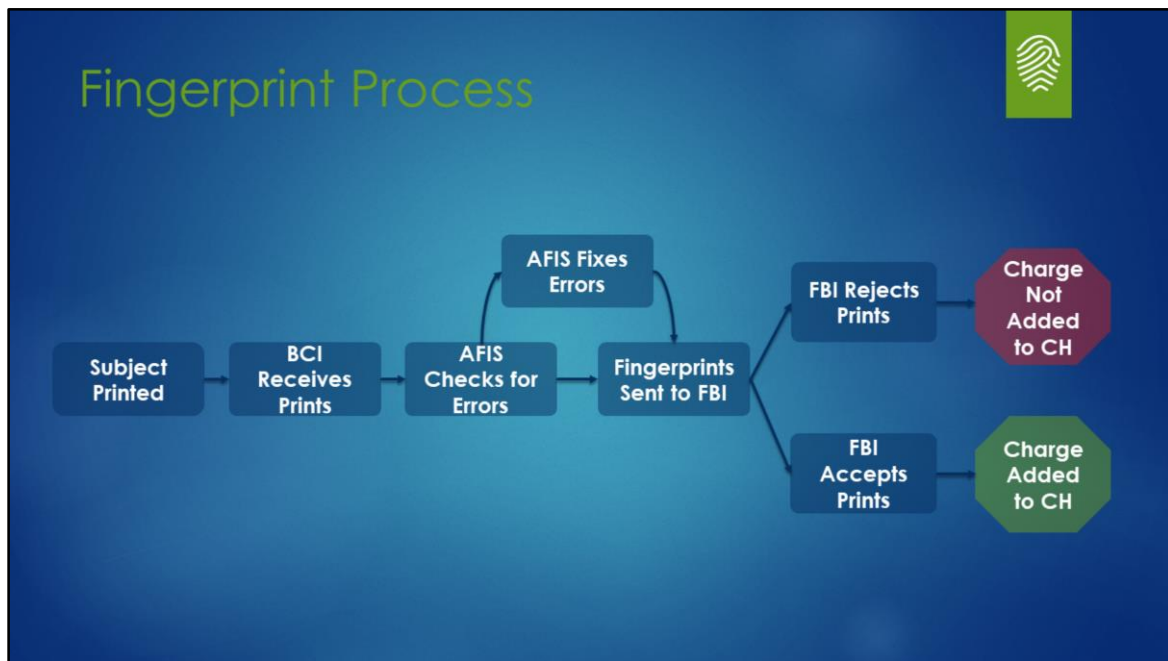 Fingerprint Process
Subject
Printed
BCI
Receives
Prints
AFIS
Checks for
Errors
AFIS Fixes
Errors
Fingerprints
Sent to FBI
FBI Rejects
Prints
Charge
Not
Added
to CH
FBI
Accepts
Prints
Charge
Added
to CH